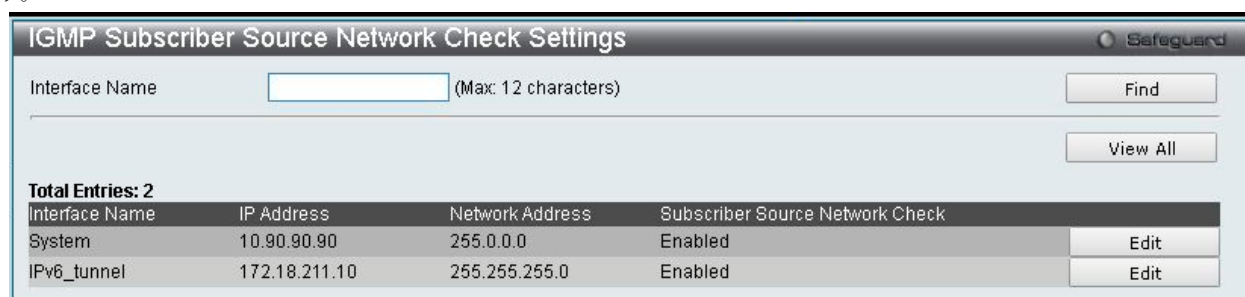 IGMP Subscriber Source Network Check Settings Safeguard
Interface Name (Max: 12 characters) Find
View All
Total Entries: 2
Interface Name IP Address Network Address Subscriber Source Network Check
System 10.90.90.90 255.0.0.0 Enabled Edit
IPv6_tunnel 172.18.211.10 255.255.255.0 Enabled Edit